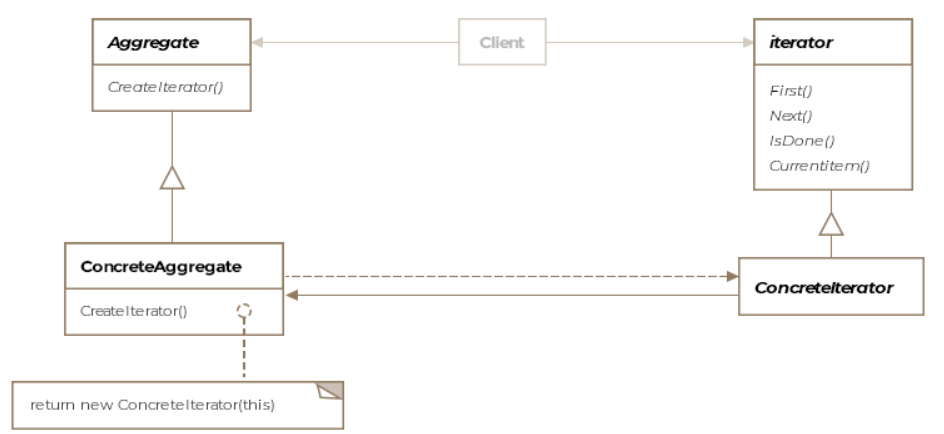 Aggregate
CreateIterator()
Client
iterator
First()
Next()
IsDone()
Currentitem()
ConcreteAggregate
CreateIterator()
ConcreteIterator
return new ConcreteIterator(this)